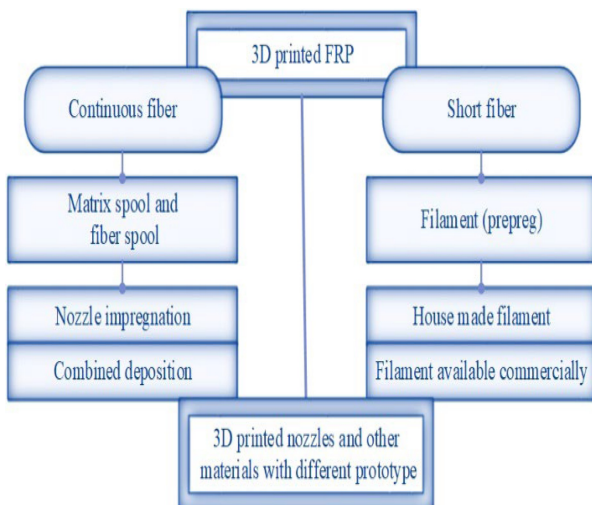 3D printed FRP
Continuous fiber
Short fiber
Matrix spool and
fiber spool
Filament (prepreg)
Nozzle impregnation
House made filament
Combined deposition
Filament available commercially
3D printed nozzles and other
materials with different prototype